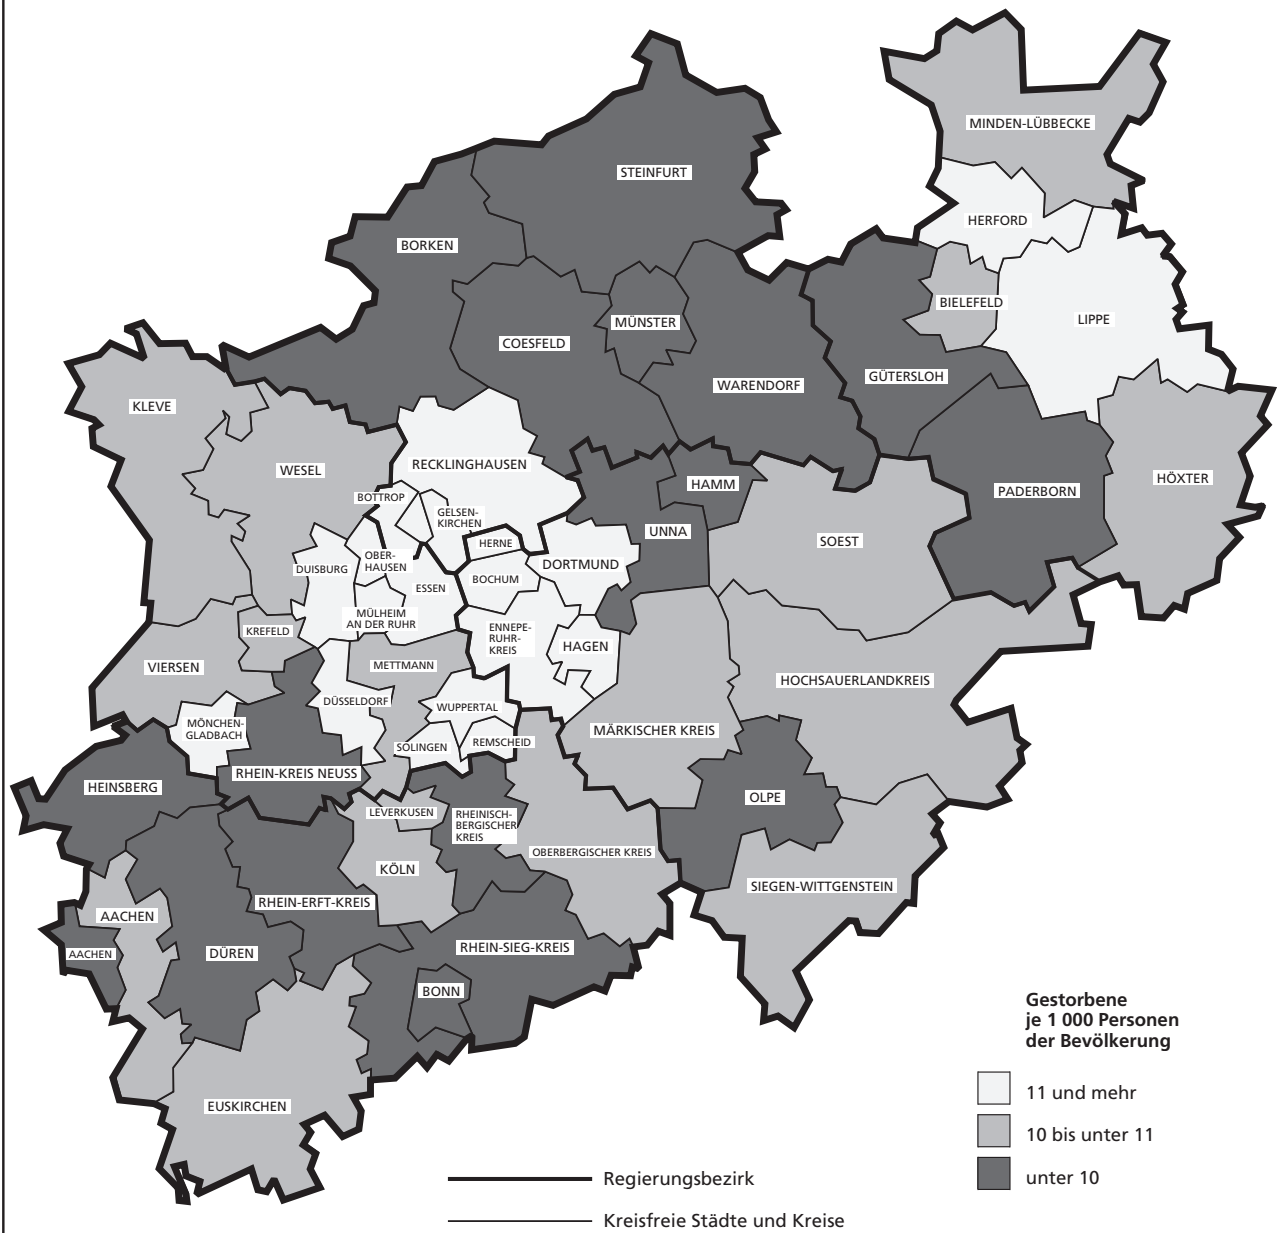 MINDEN-LÜBBECKE
STEINFURT
HERFORD
BORKEN
BIELEFELD
LIPPE
MÜNSTER
COESFELD
GÜTERSLOH
WARENDORF
KLEVE
RECKLINGHAUSEN
WESEL
HÖXTER
HAMM
PADERBORN
BOTTROP
GELSEN-
KIRCHEN
UNNA
SOEST
HERNE
DORTMUND
OBER-
HAUSEN
DUISBURG
BOCHUM
ESSEN
MÜLHEIM
AN DER RUHR
KREFELD
ENNEPE-
RUHR-
KREIS
HAGEN
VIERSEN
METTMANN
HOCHSAUERLANDKREIS
DÜSSELDORF
WUPPERTAL
MÖNCHEN-
GLADBACH
MÄRKISCHER KREIS
REMSCHEID
SOLINGEN
RHEIN-KREIS NEUSS
HEINSBERG
OLPE
LEVERKUSEN
RHEINISCH-
BERGISCHER
KREIS
OBERBERGISCHER KREIS
KÖLN
SIEGEN-WITTGENSTEIN
RHEIN-ERFT-KREIS
AACHEN
RHEIN-SIEG-KREIS
AACHEN
DÜREN
BONN
EUSKIRCHEN
Gestorbene
je 1 000 Personen
der Bevölkerung
11 und mehr
10 bis unter 11
unter 10
Regierungsbezirk
Kreisfreie Städte und Kreise